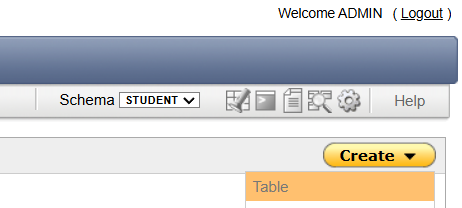 Welcome ADMIN ( Logout )
Schema STUDENT Help
Create
Table